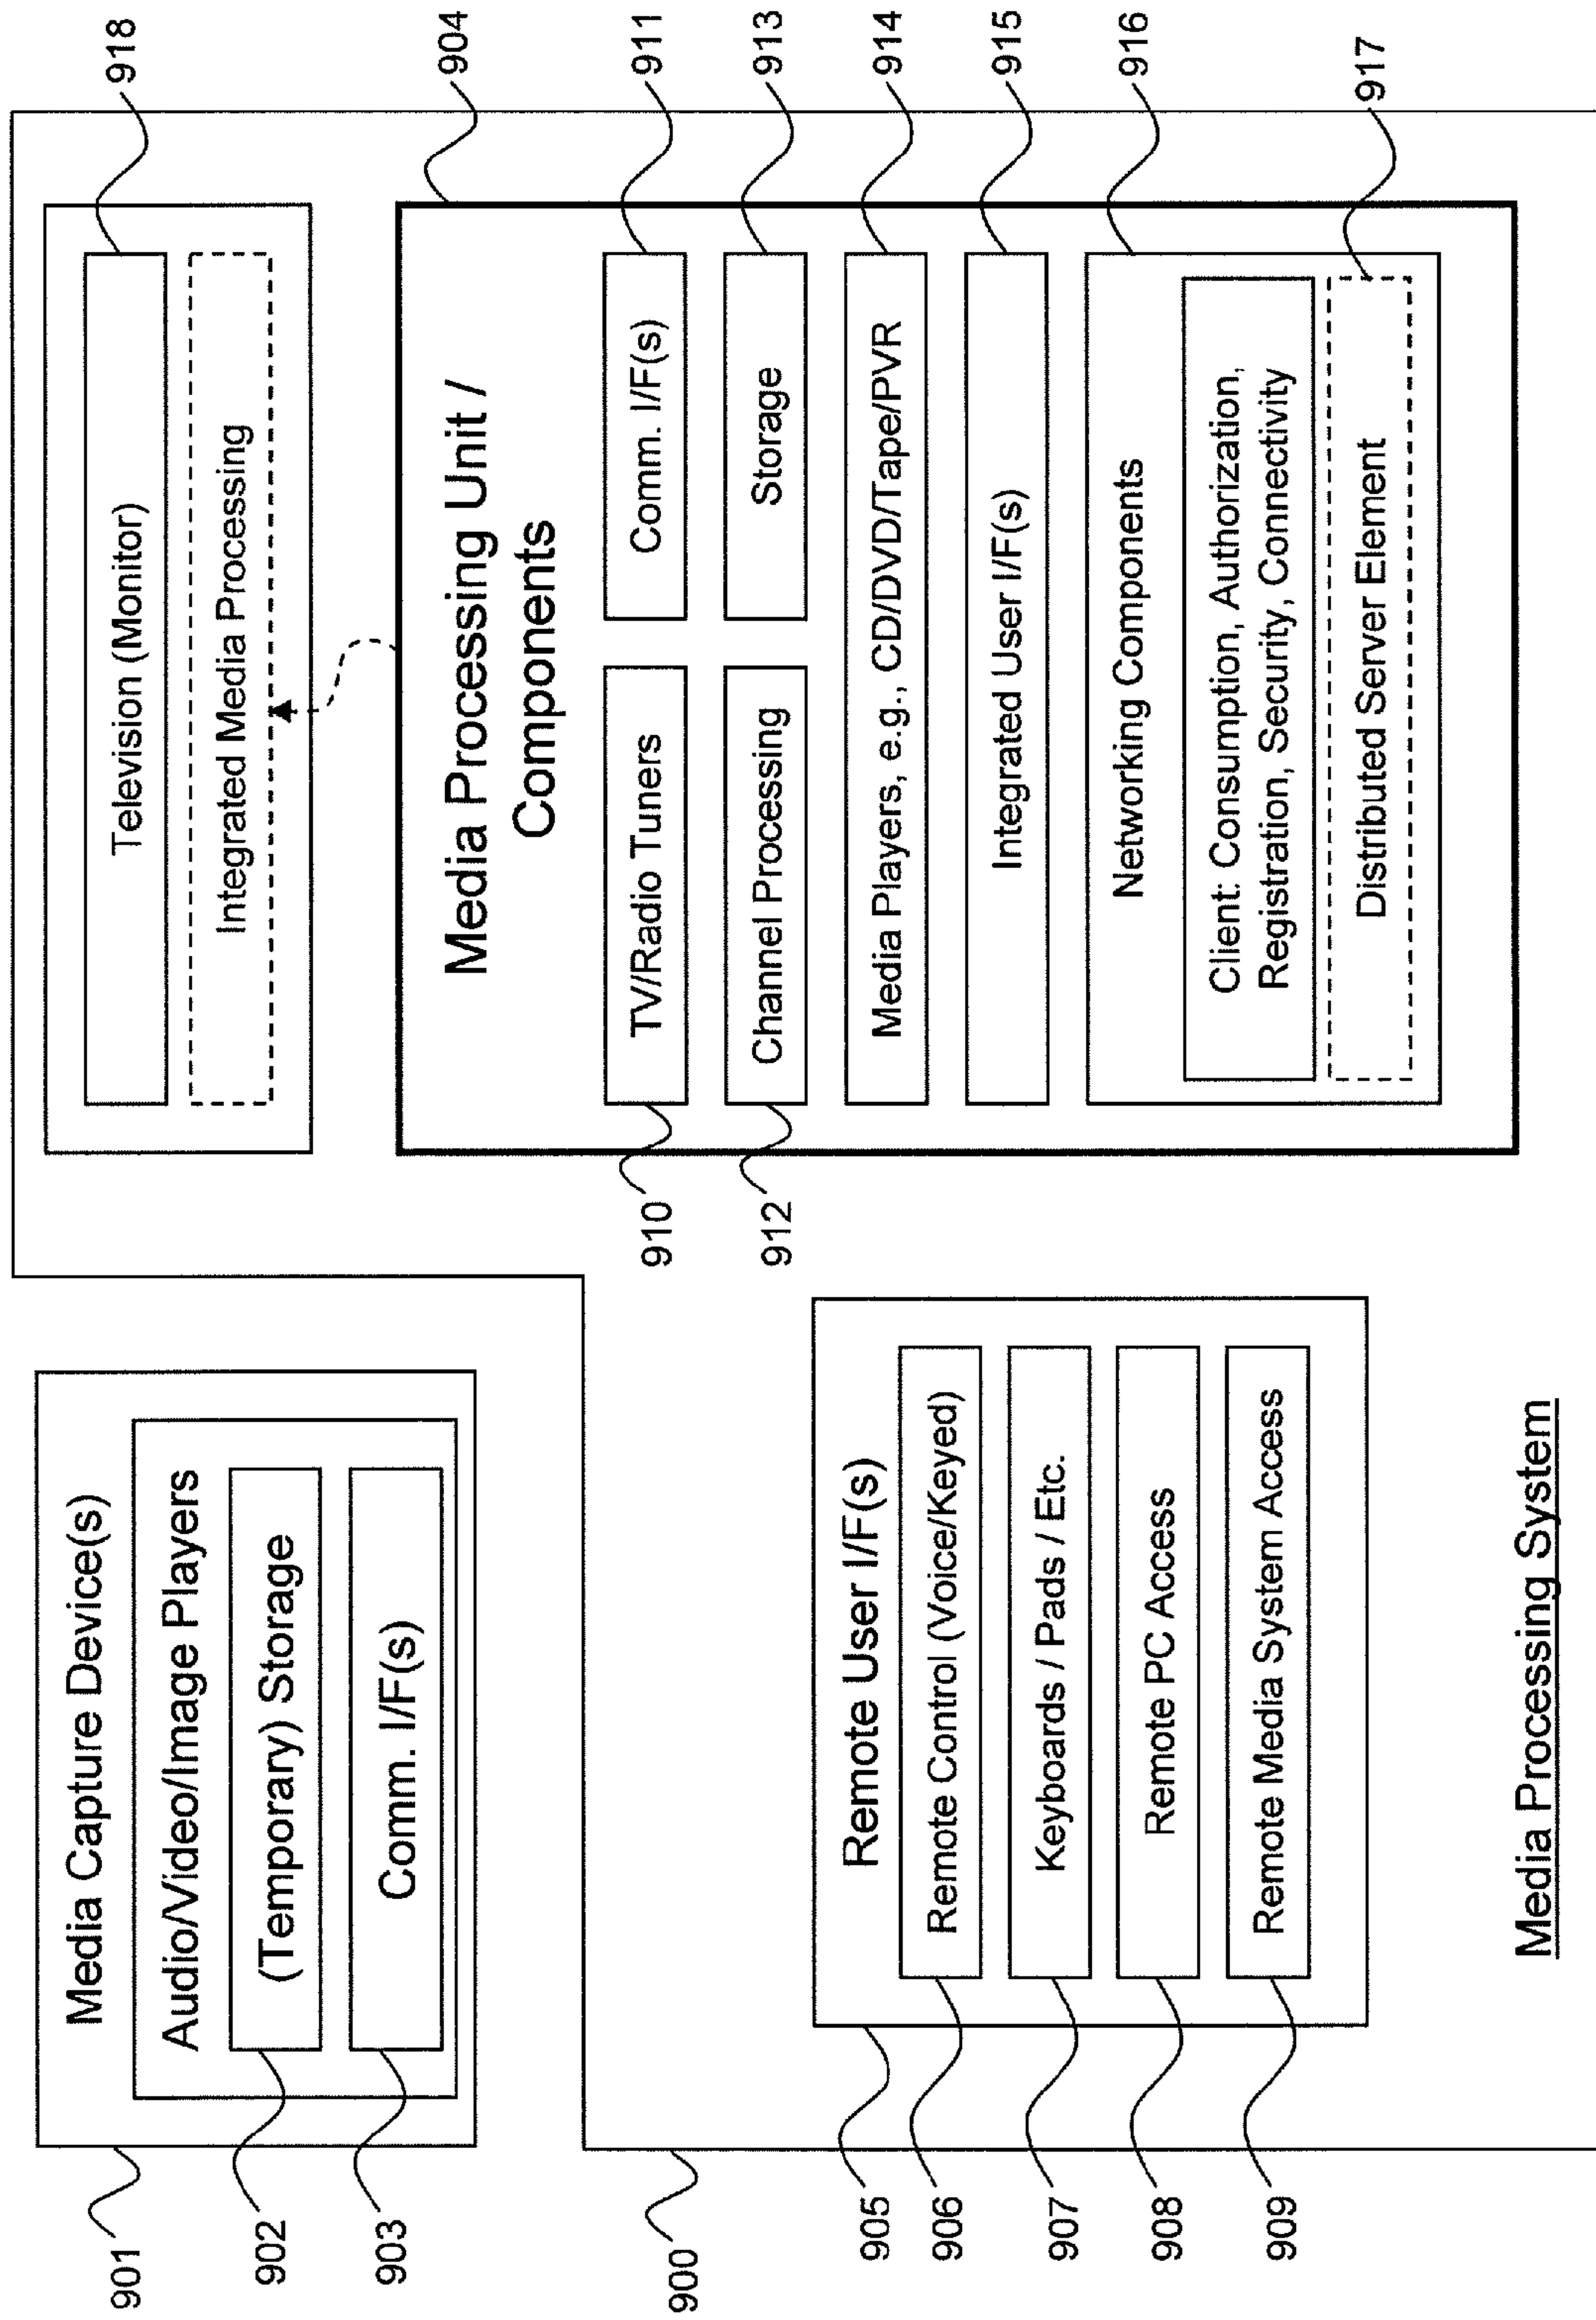 901
Media Capture Device(s)
Audio/Video/Image Players
902
(Temporary) Storage
903
Comm. I/F(s)
900
905
Remote User I/F(s)
906
Remote Control (Voice/Keyed)
907
Keyboards / Pads / Etc.
908
Remote PC Access
909
Remote Media System Access
Media Processing System
918
Television (Monitor)
Integrated Media Processing
904
Media Processing Unit /
Components
910
TV/Radio Tuners
Comm. I/F(s)
911
912
Channel Processing
Storage
913
Media Players, e.g., CD/DVD/Tape/PVR
914
Integrated User I/F(s)
915
Networking Components
916
Client: Consumption, Authorization,
Registration, Security, Connectivity
Distributed Server Element
917